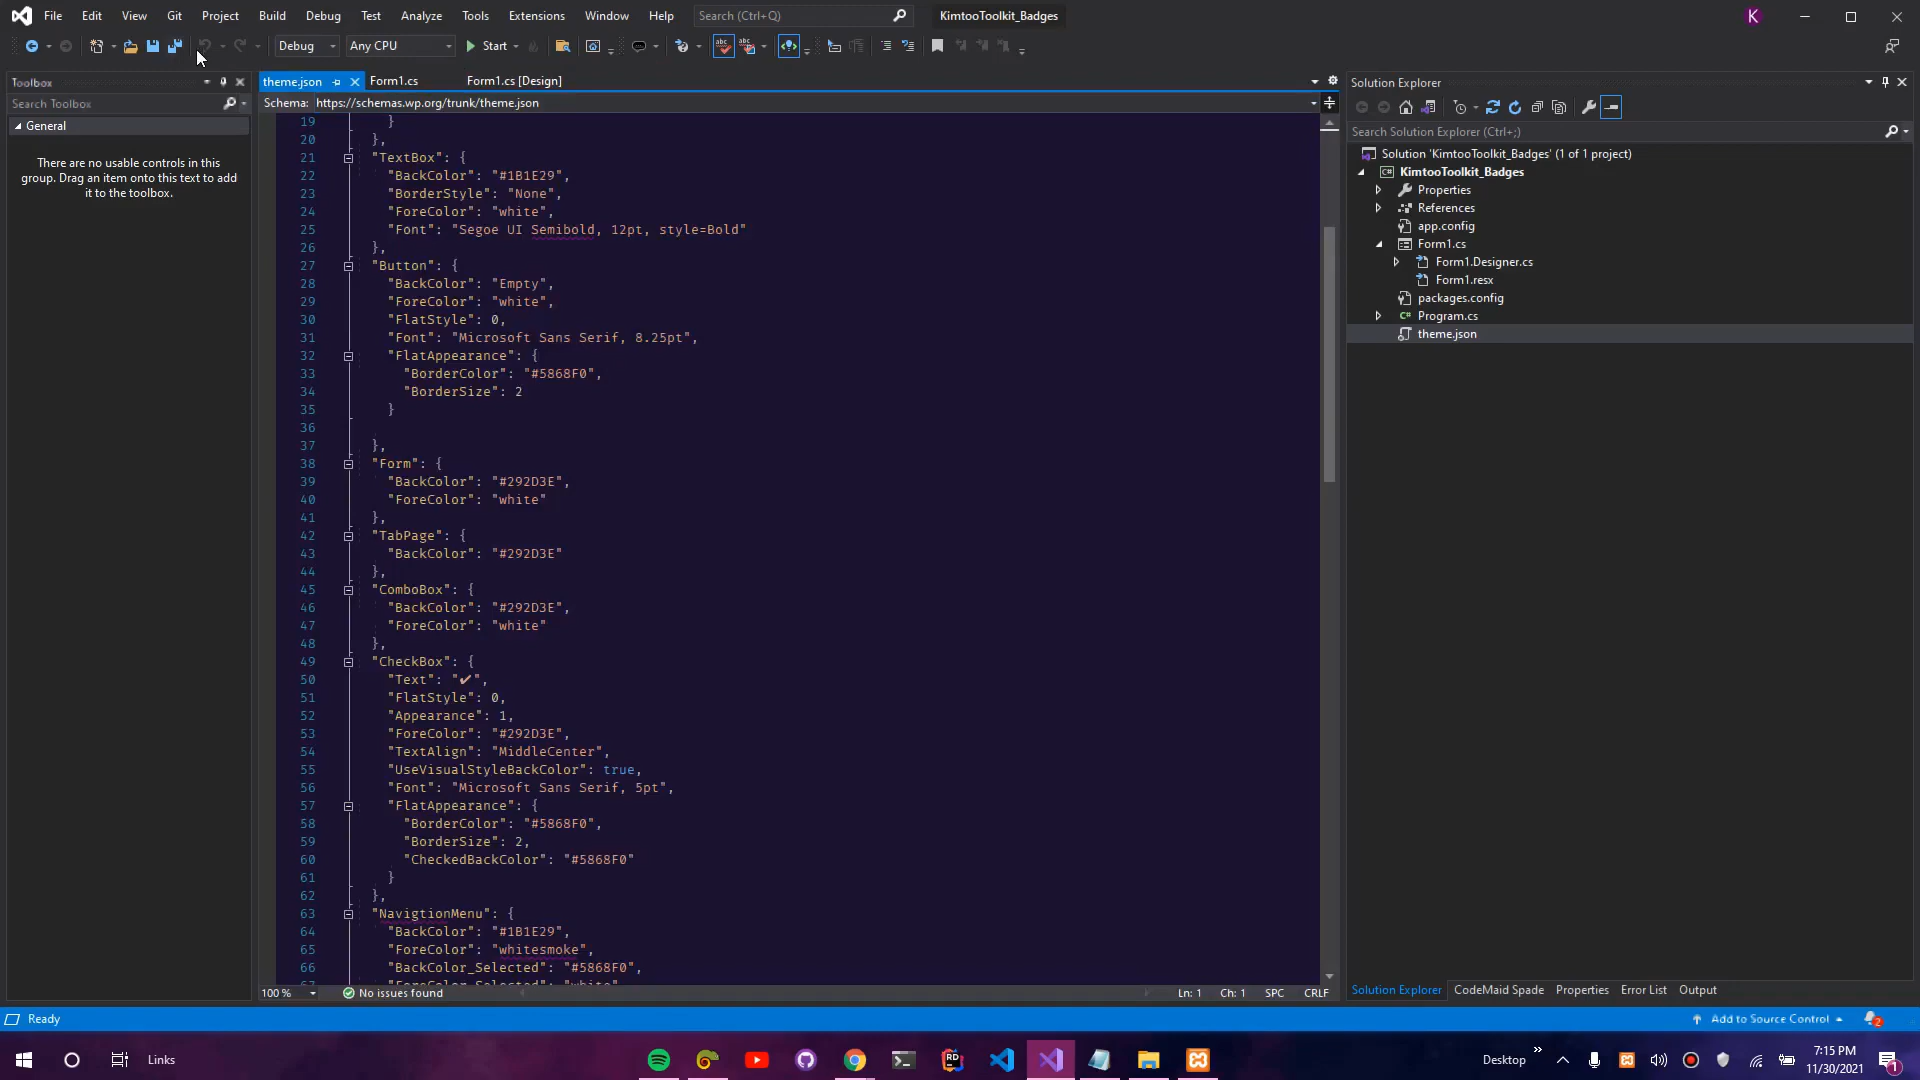 File Edit View Git Project Build Debug Test Analyze Tools Extensions Window Help Search (Ctrl+Q) KimtooToolkit_Badges K
Debug Any CPU Start
Toolbox
Search Toolbox
General
There are no usable controls in this
group. Drag an item onto this text to add
it to the toolbox.
theme.json Form1.cs Form1.cs [Design]
Schema: https://schemas.wp.org/trunk/theme.json
19 }
20 },
21 "TextBox": {
22 "BackColor": "#1B1E29",
23 "BorderStyle": "None",
24 "ForeColor": "white",
25 "Font": "Segoe UI Semibold, 12pt, style=Bold"
26 },
27 "Button": {
28 "BackColor": "Empty",
29 "ForeColor": "white",
30 "FlatStyle": 0,
31 "Font": "Microsoft Sans Serif, 8.25pt",
32 "FlatAppearance": {
33 "BorderColor": "#5868F0",
34 "BorderSize": 2
35 }
36
37 },
38 "Form": {
39 "BackColor": "#292D3E",
40 "ForeColor": "white"
41 },
42 "TabPage": {
43 "BackColor": "#292D3E"
44 },
45 "ComboBox": {
46 "BackColor": "#292D3E",
47 "ForeColor": "white"
48 },
49 "CheckBox": {
50 "Text": "✔",
51 "FlatStyle": 0,
52 "Appearance": 1,
53 "ForeColor": "#292D3E",
54 "TextAlign": "MiddleCenter",
55 "UseVisualStyleBackColor": true,
56 "Font": "Microsoft Sans Serif, 5pt",
57 "FlatAppearance": {
58 "BorderColor": "#5868F0",
59 "BorderSize": 2,
60 "CheckedBackColor": "#5868F0"
61 }
62 },
63 "NavigtionMenu": {
64 "BackColor": "#1B1E29",
65 "ForeColor": "whitesmoke",
66 "BackColor_Selected": "#5868F0",
100 % No issues found Ln: 1 Ch: 1 SPC CRLF
Solution Explorer
Search Solution Explorer (Ctrl+;)
Solution 'KimtooToolkit_Badges' (1 of 1 project)
KimtooToolkit_Badges
Properties
References
app.config
Form1.cs
Form1.Designer.cs
Form1.resx
packages.config
Program.cs
theme.json
Solution Explorer CodeMaid Spade Properties Error List Output
Ready Add to Source Control 2
Links Desktop 7:15 PM
11/30/2021 1